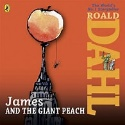 ROALD
DAHL
James
AND THE GIANT PEACH